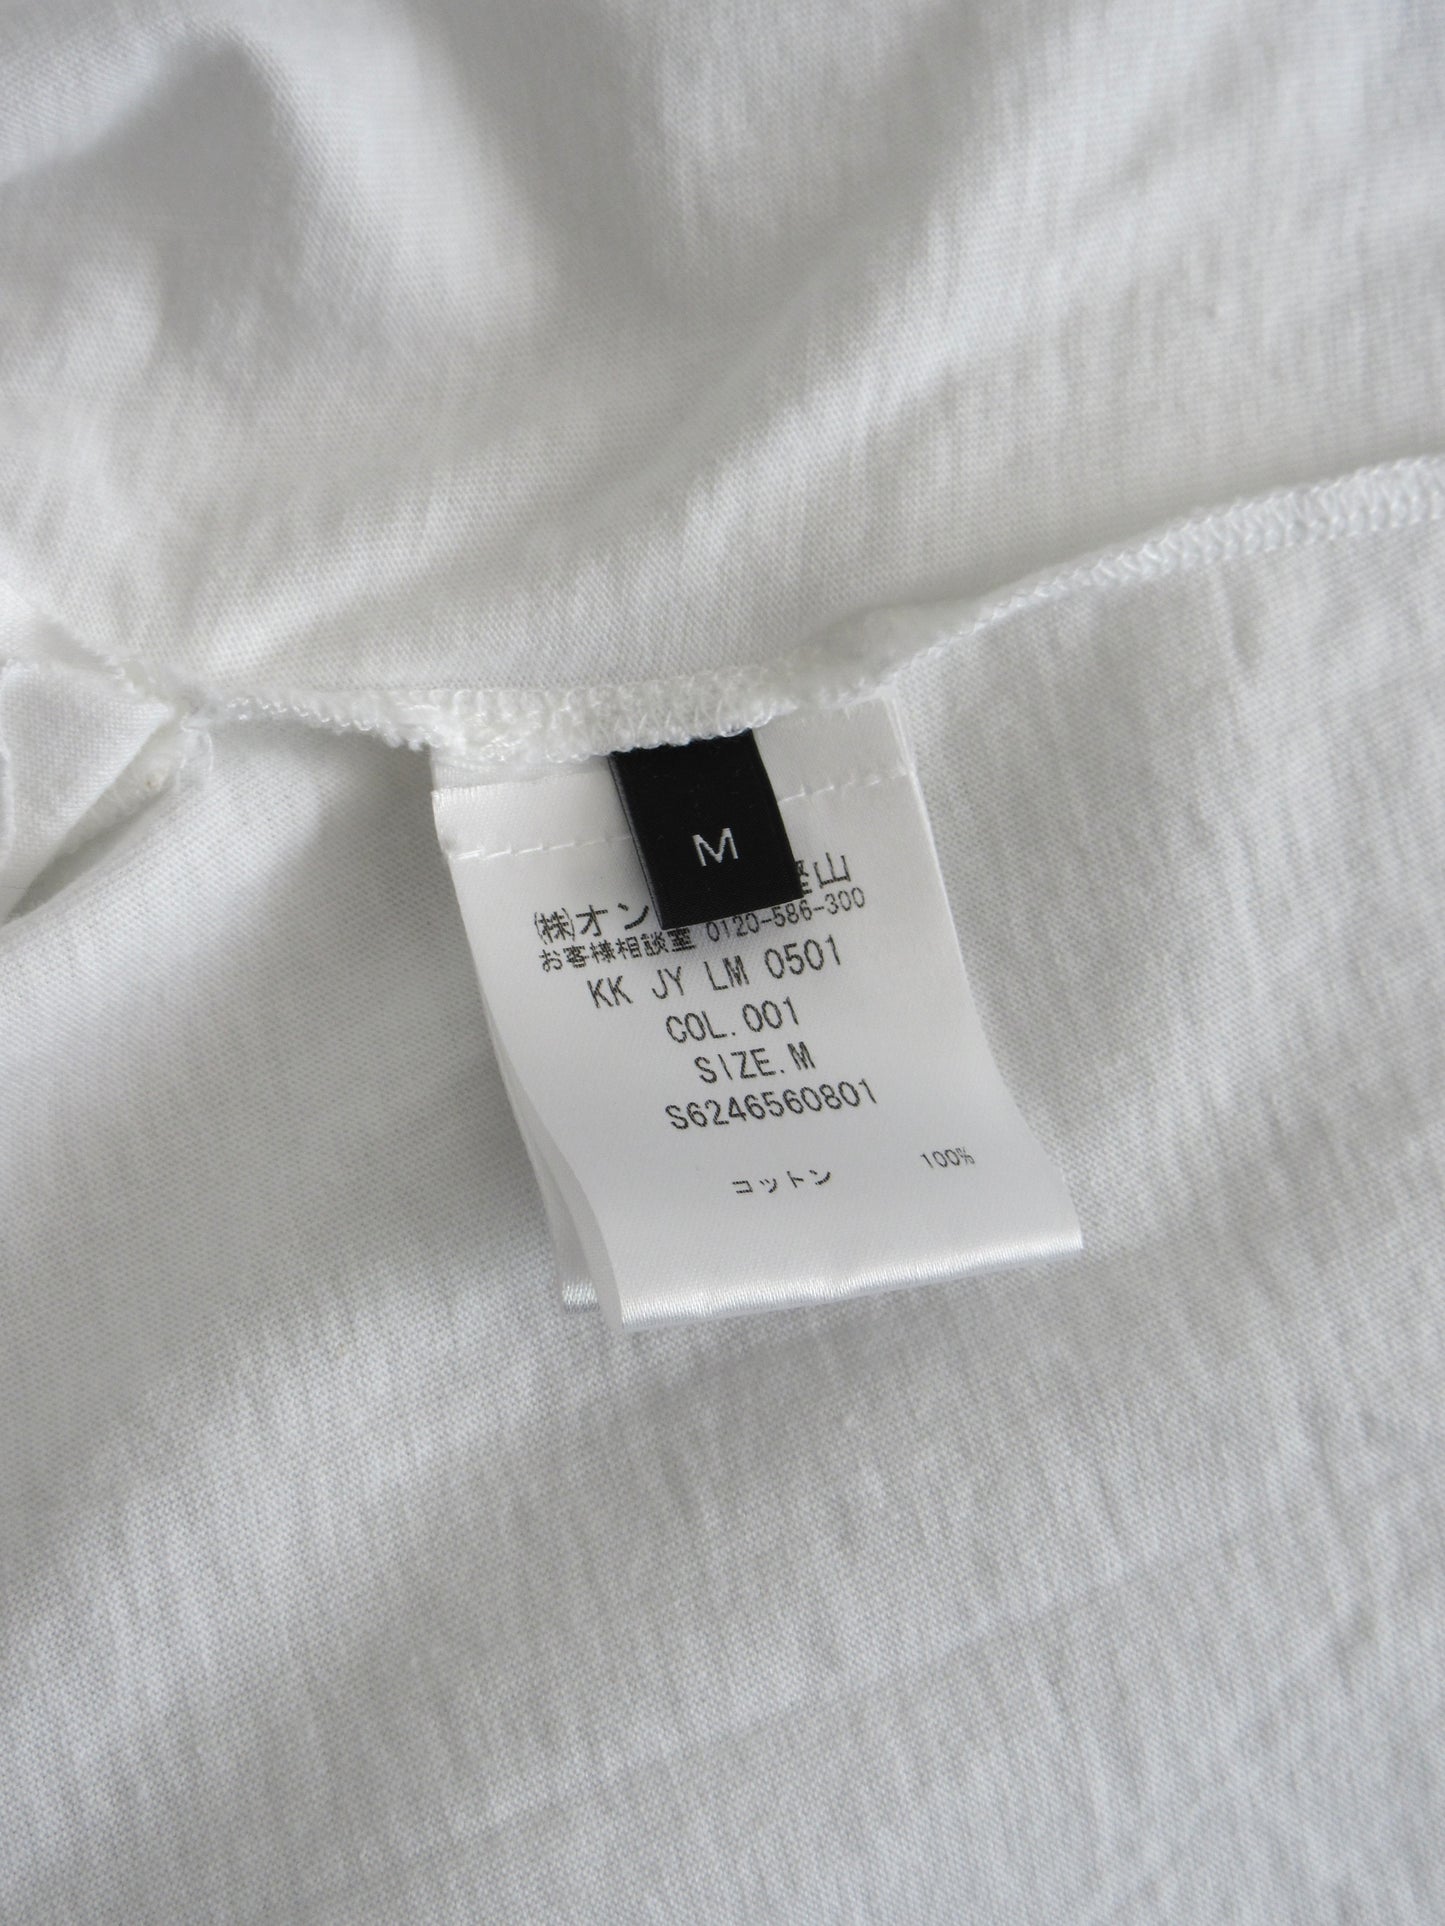 M
(株)オン 山
お客様相談室 0120-586-300
KK JY LM 0501
COL.001
SIZE.M
S6246560801
コットン 100%